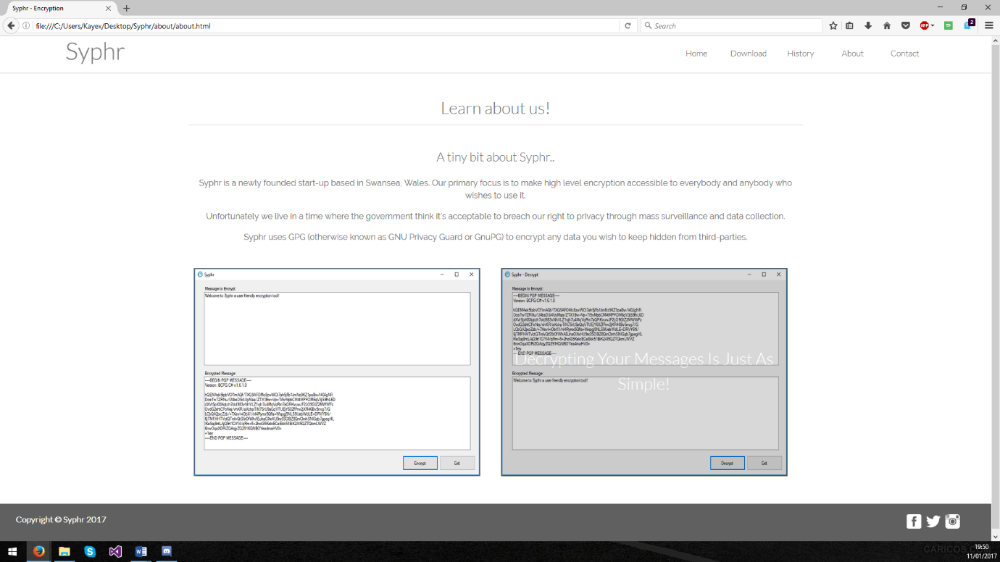 Syphr - Encryption
file:///C:/Users/Kayex/Desktop/Syphr/about/about.html
Search
ABP
2
Syphr
Home Download History About Contact
Learn about us!
A tiny bit about Syphr..
Syphr is a newly founded start-up based in Swansea, Wales. Our primary focus is to make high level encryption accessible to everybody and anybody who
wishes to use it.
Unfortunately we live in a time where the government think it's acceptable to breach our right to privacy through mass surveillance and data collection.
Syphr uses GPG (otherwise known as GNU Privacy Guard or GnuPG) to encrypt any data you wish to keep hidden from third-parties.
Syphr
Message to Encrypt:
Welcome to Syphr a user friendly encryption tool!
Encrypted Message:
-----BEGIN PGP MESSAGE-----
Version: BCPG C# v1.6.1.0
-----END PGP MESSAGE-----
Encrypt Exit
Syphr - Decrypt
Message to Encrypt:
-----BEGIN PGP MESSAGE-----
Version: BCPG C# v1.6.1.0
-----END PGP MESSAGE-----
Decrypting Your Messages Is Just As
Simple!
Encrypted Message:
Welcome to Syphr a user friendly encryption tool!
Decrypt Exit
Copyright © Syphr 2017
19:50
11/01/2017